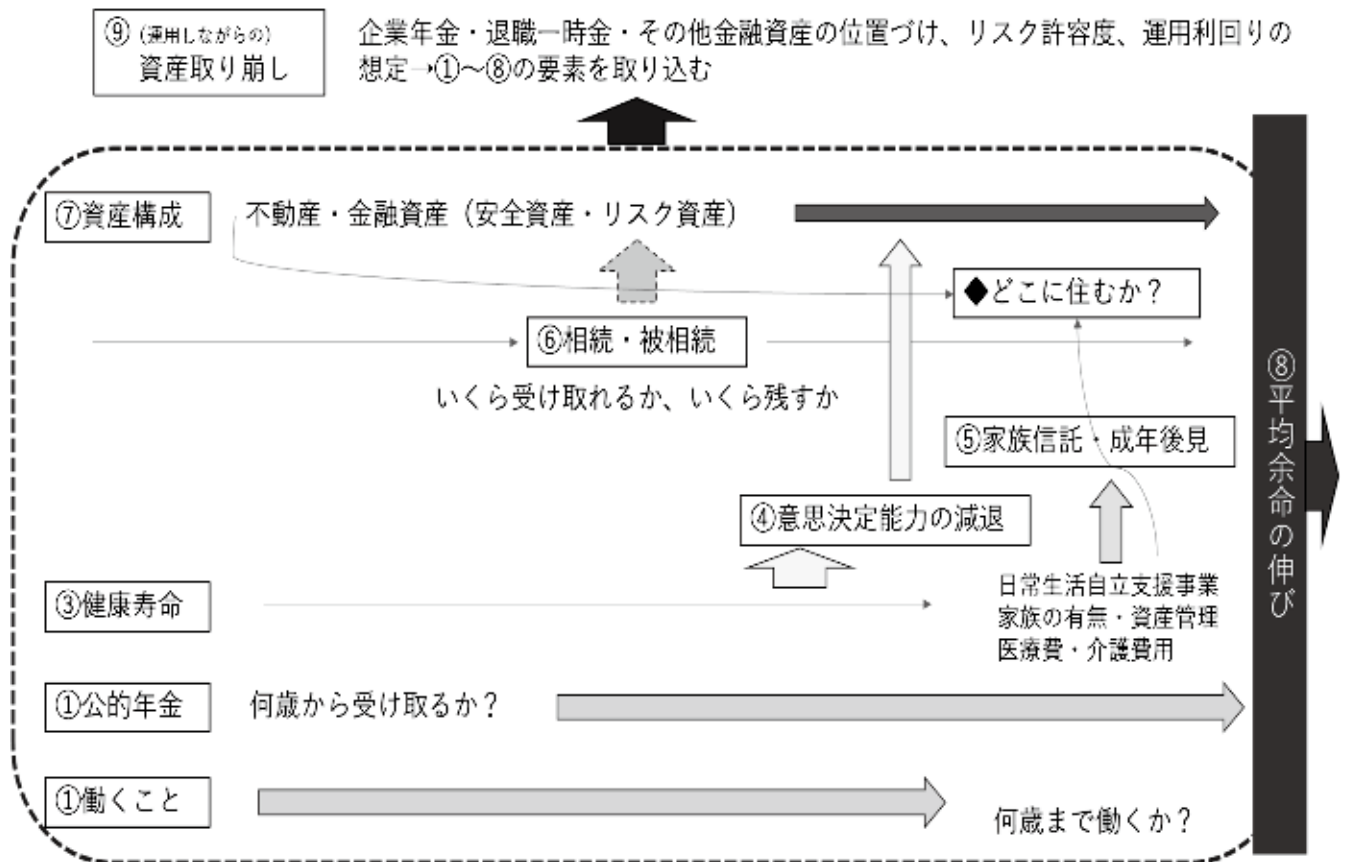 ⑨（運用しながらの）
資産取り崩し
企業年金・退職一時金・その他金融資産の位置づけ、リスク許容度、運用利回りの
想定→①～⑧の要素を取り込む
⑦資産構成
不動産・金融資産（安全資産・リスク資産）
◆どこに住むか？
⑥相続・被相続
いくら受け取れるか、いくら残すか
⑤家族信託・成年後見
④意思決定能力の減退
日常生活自立支援事業
家族の有無・資産管理
医療費・介護費用
③健康寿命
①公的年金
何歳から受け取るか？
①働くこと
何歳まで働くか？
⑧平均余命の伸び